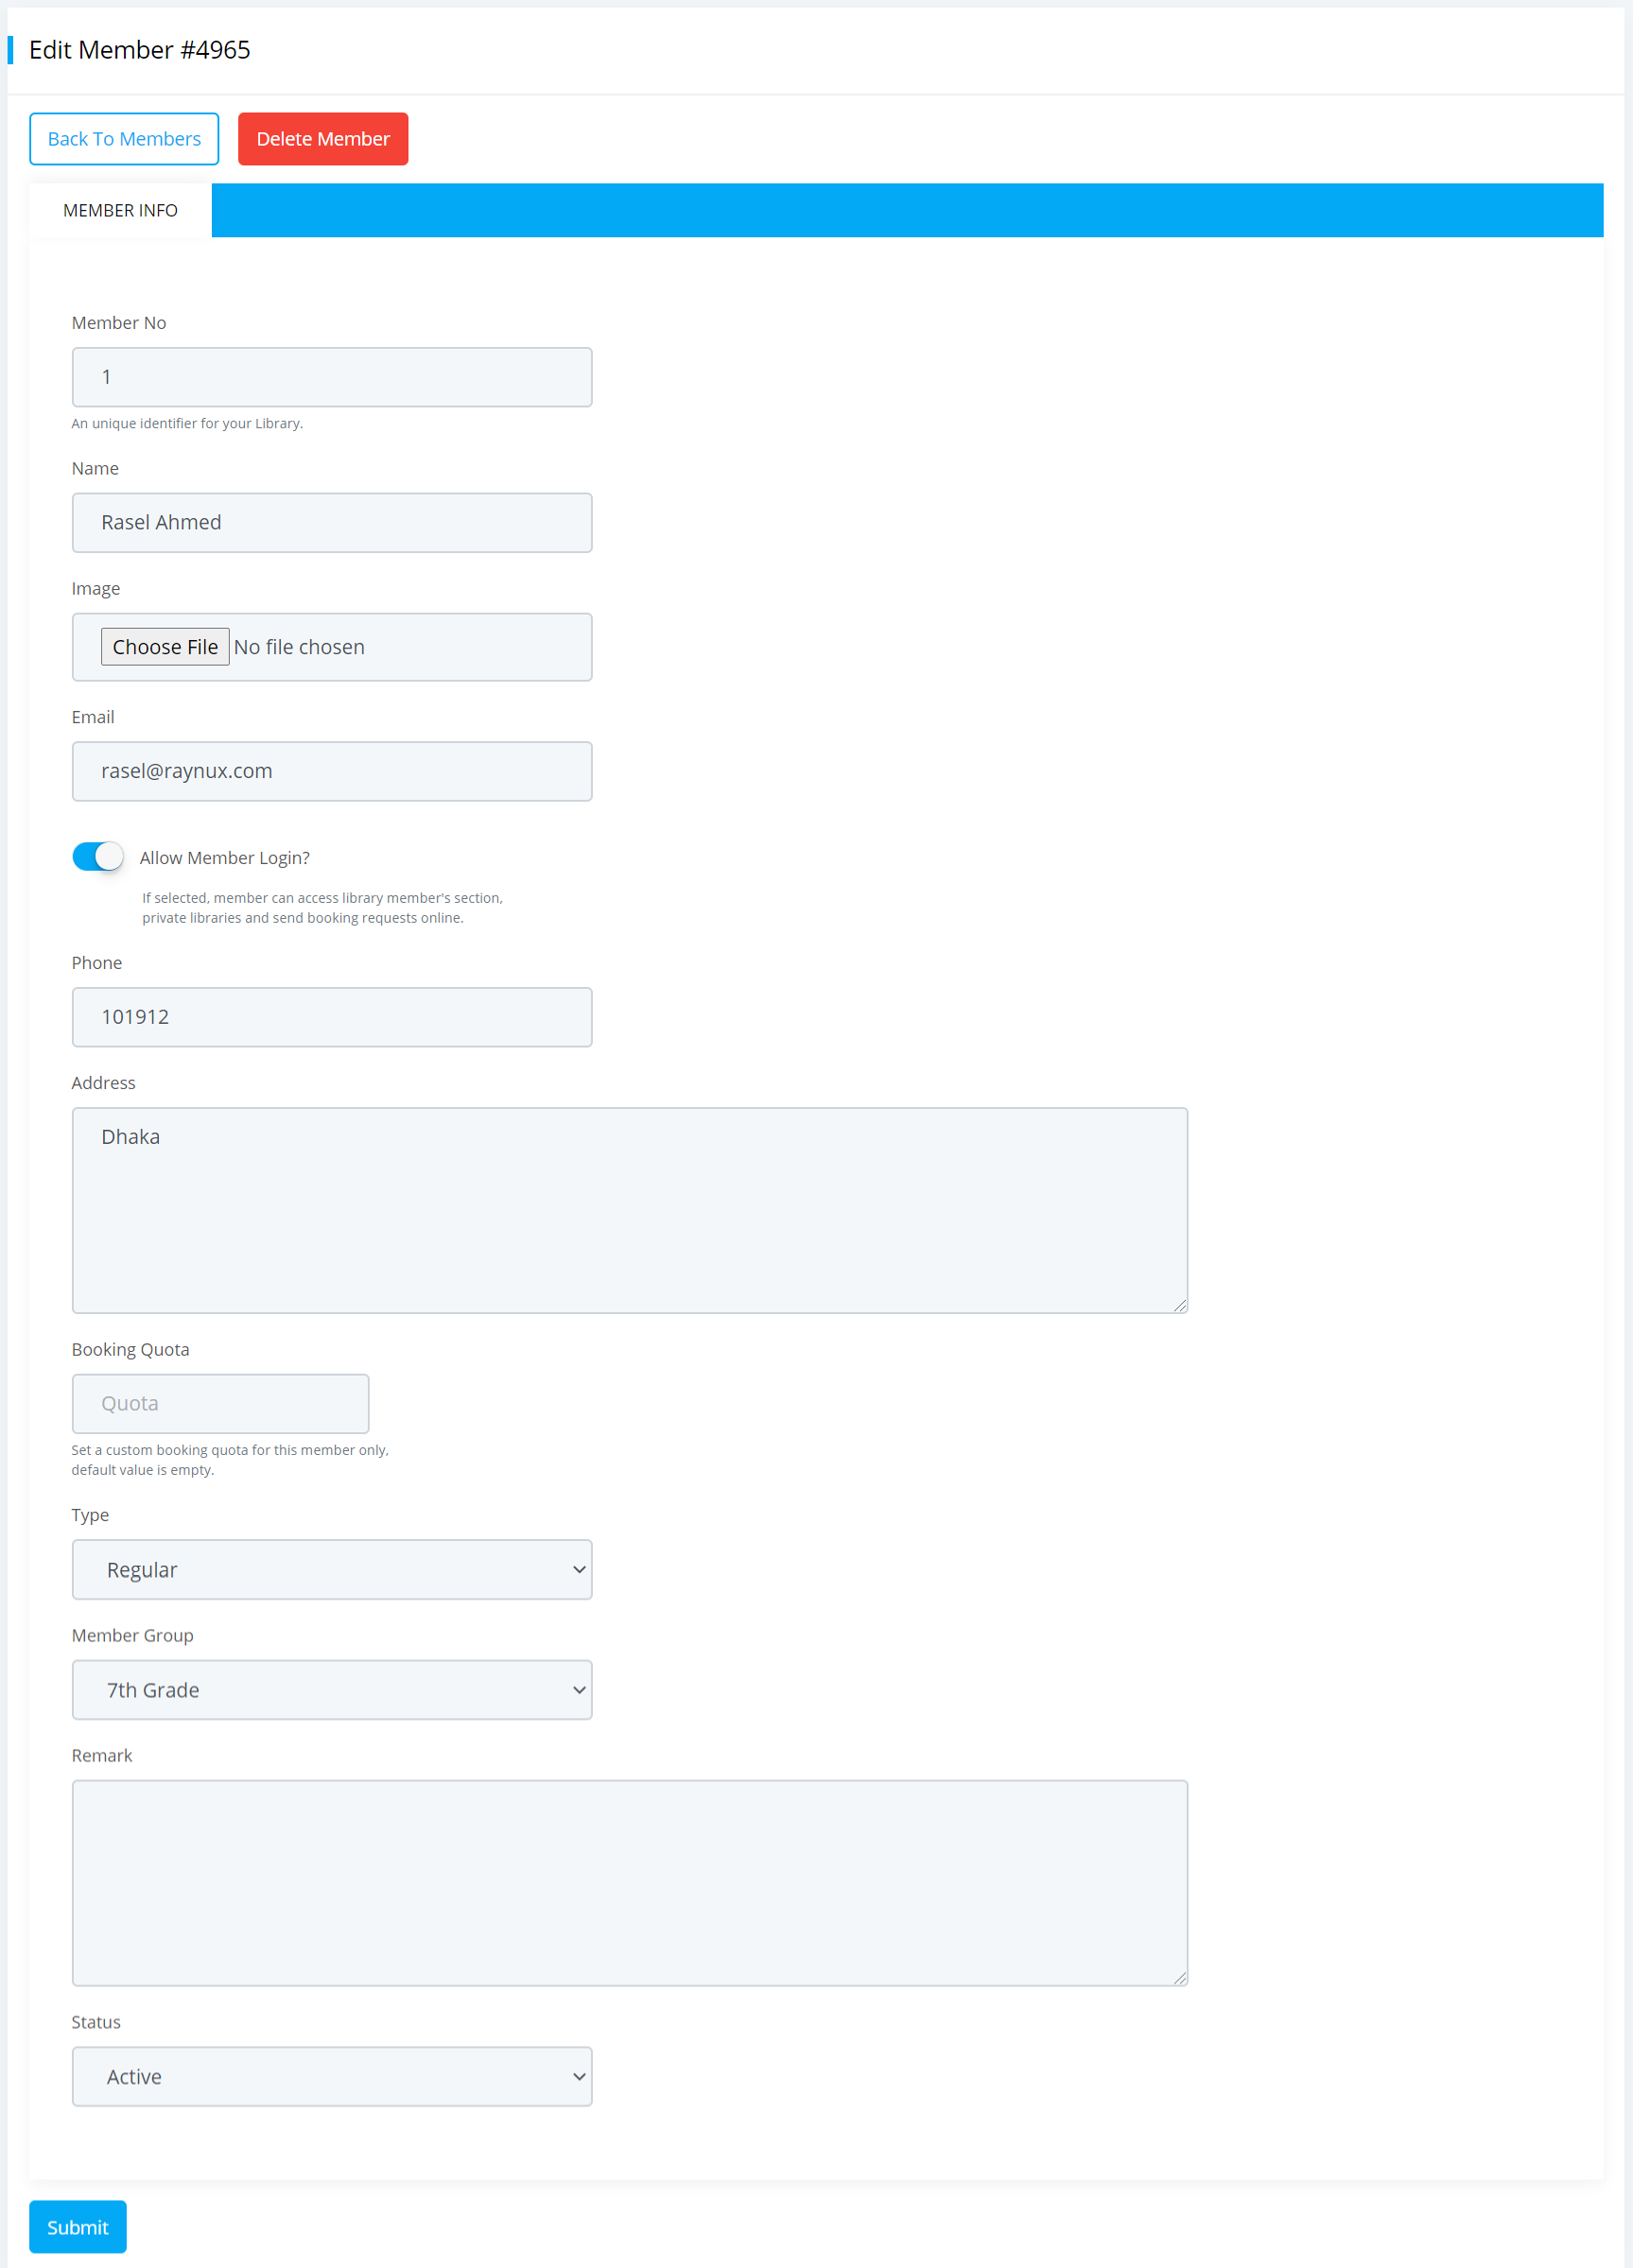 Edit Member #4965
Back To Members
Delete Member
MEMBER INFO
Member No
1
An unique identifier for your Library.
Name
Rasel Ahmed
Image
Choose File No file chosen
Email
rasel@raynux.com
Allow Member Login?
If selected, member can access library member's section,
private libraries and send booking requests online.
Phone
101912
Address
Dhaka
Booking Quota
Quota
Set a custom booking quota for this member only,
default value is empty.
Type
Regular
Member Group
7th Grade
Remark
Status
Active
Submit